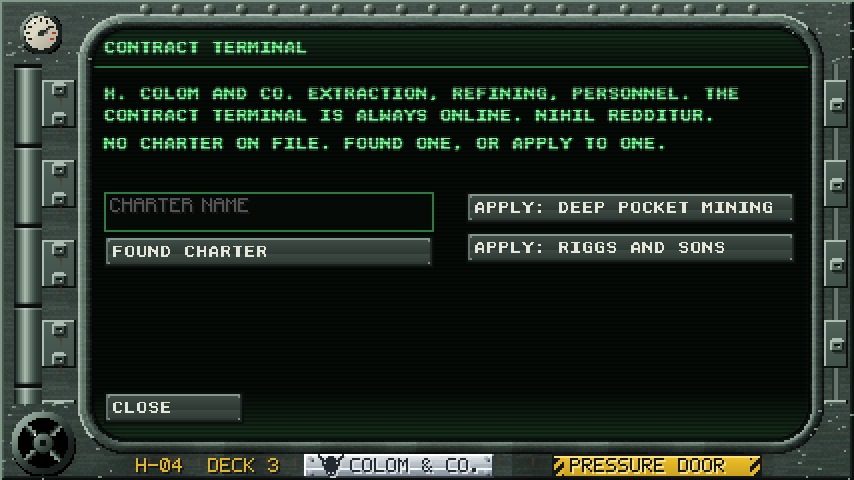 CONTRACT TERMINAL
H. COLOM AND CO. EXTRACTION, REFINING, PERSONNEL. THE
CONTRACT TERMINAL IS ALWAYS ONLINE. NIHIL REDDITUR.
NO CHARTER ON FILE. FOUND ONE, OR APPLY TO ONE.
CHARTER NAME
FOUND CHARTER
APPLY: DEEP POCKET MINING
APPLY: RIGGS AND SONS
CLOSE
H-04 DECK 3 COLOM & CO. PRESSURE DOOR